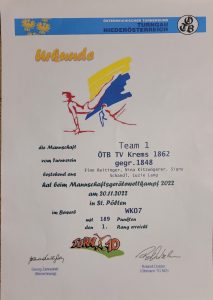 ÖSTERREICHISCHER TURNERBUND
TURNGAU
NIEDERÖSTERREICH
ÖTB
Urkunde
die Mannschaft Team 1
vom Turnverein ÖTB TV Krems 1862
gegr.1848
bestehend aus
hat beim Mannschaftsgerätewettkampf 2022
am 20.11.2022
in St. Pölten
im Bewerb WK07
mit 189 Punkten
den 1. Rang erreicht